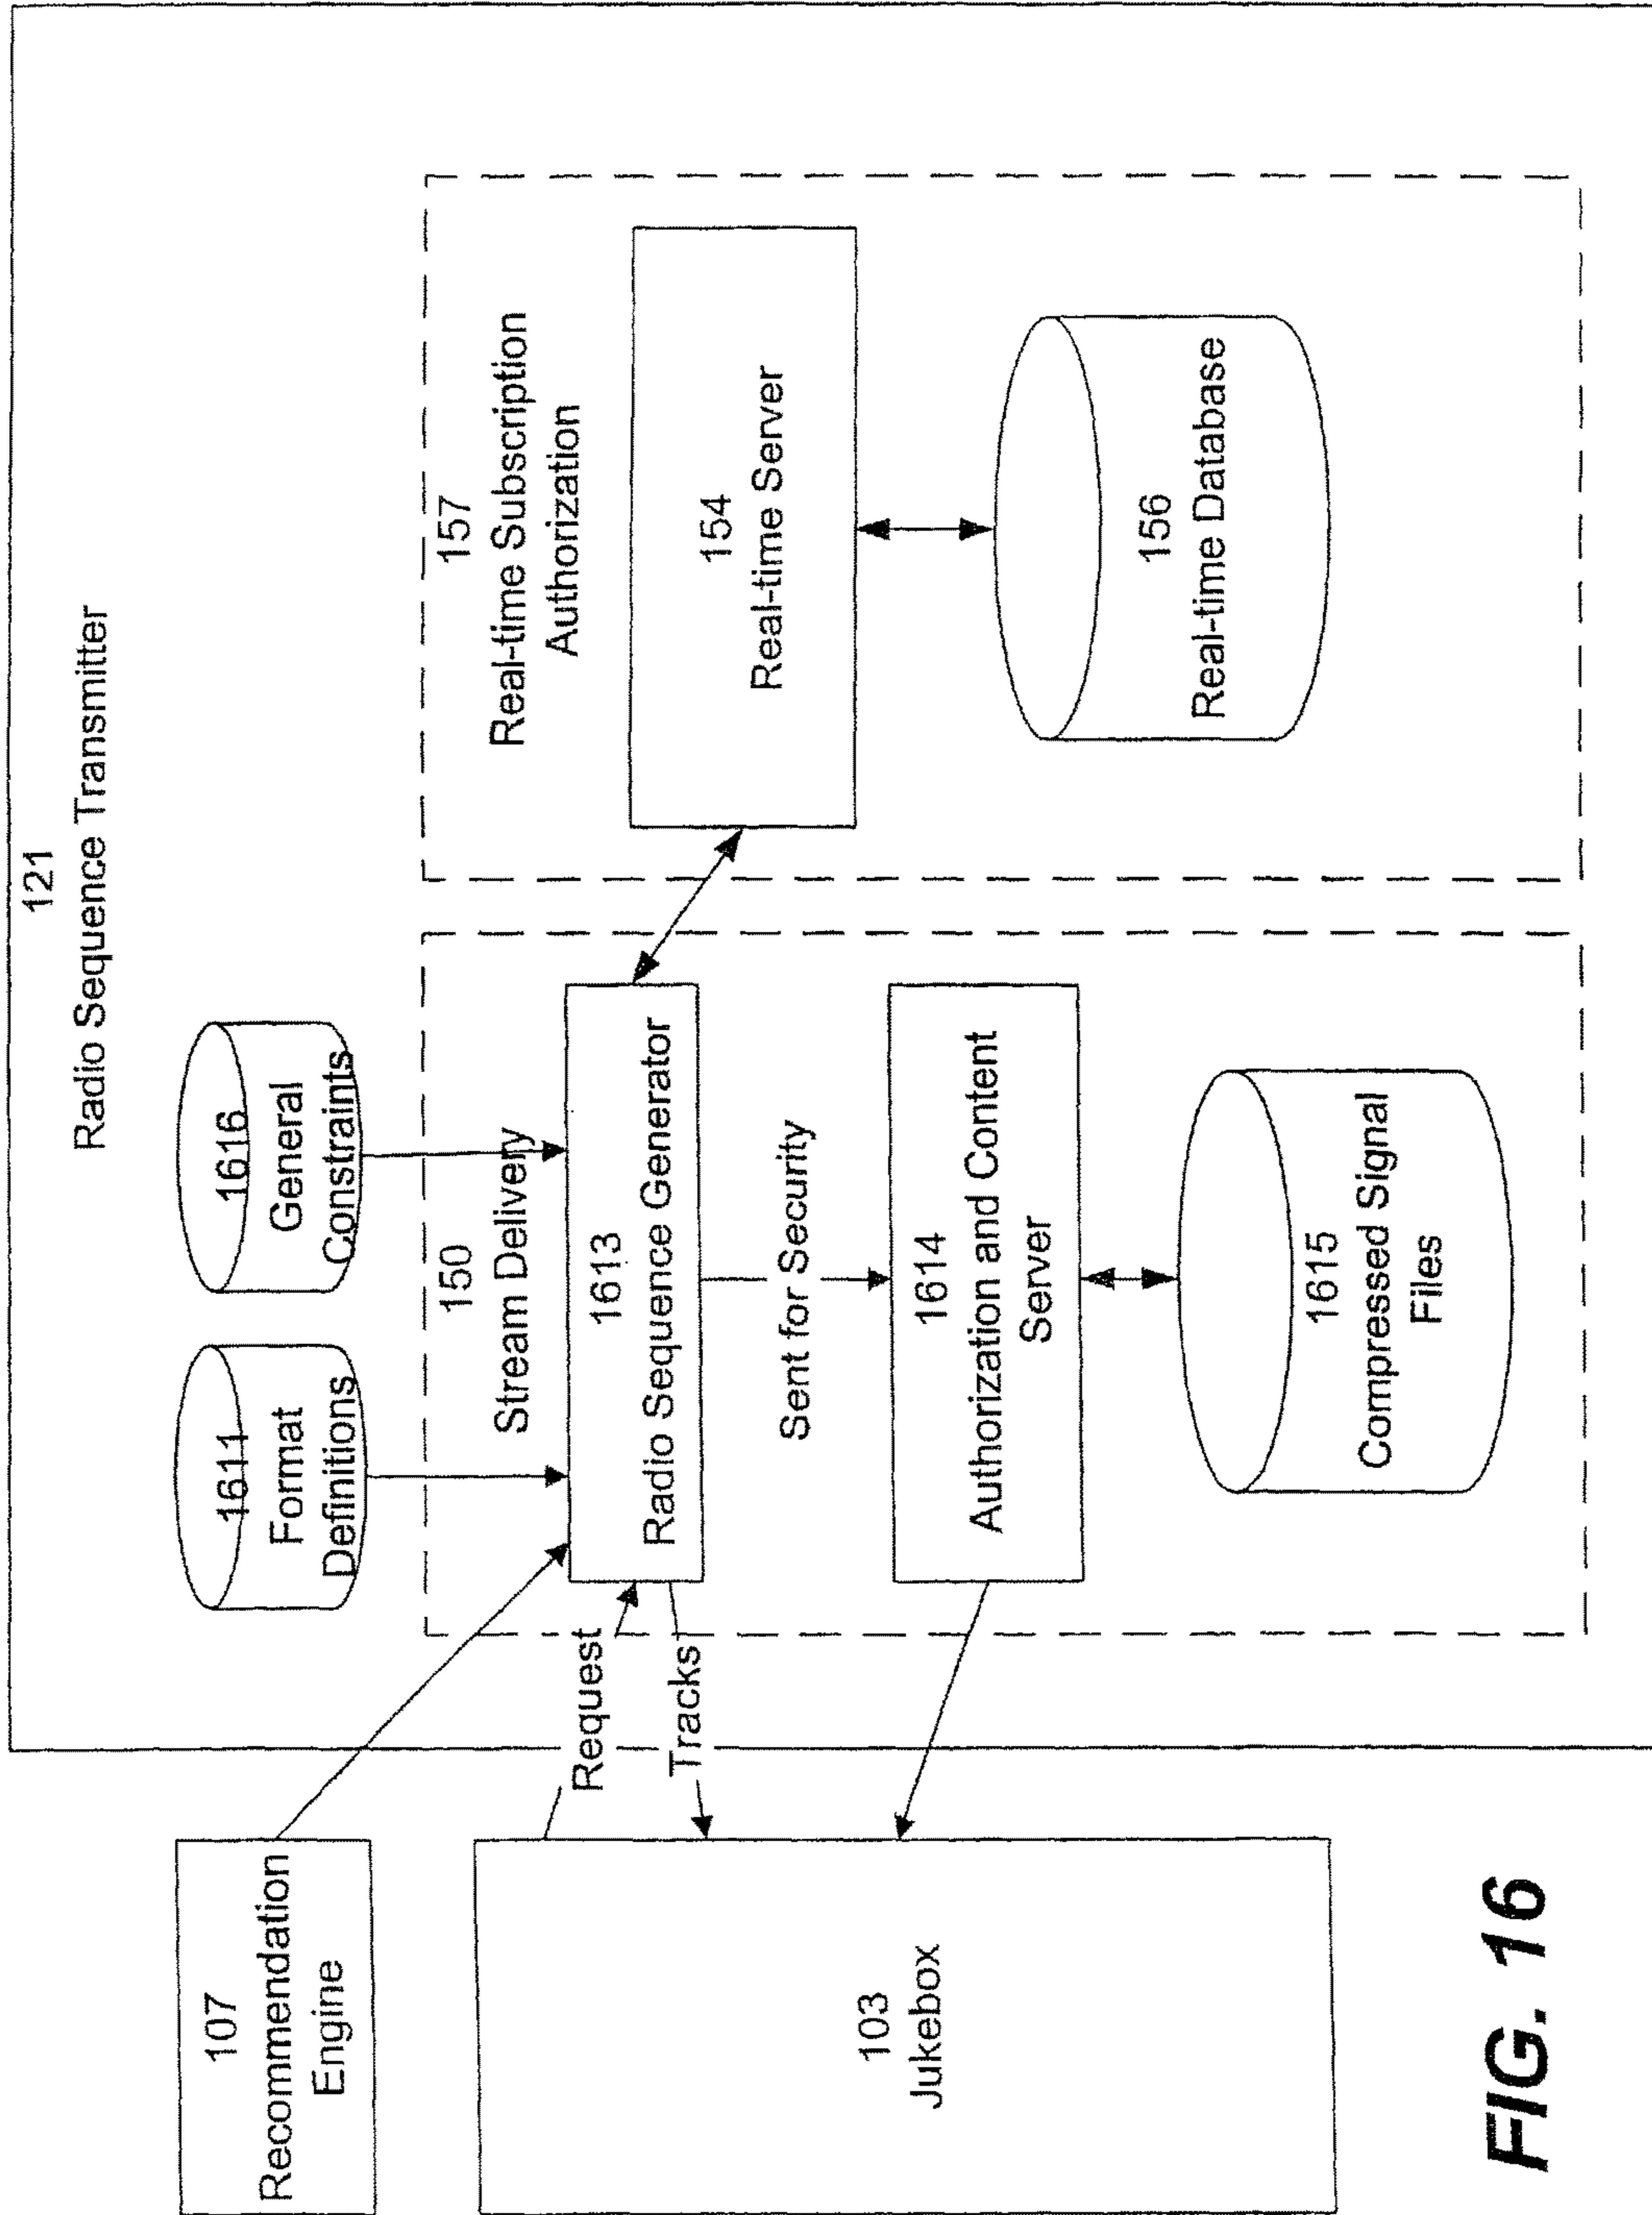 121
Radio Sequence Transmitter
107
Recommendation
Engine
1611
Format
Definitions
1616
General
Constraints
150
Stream Delivery
157
Real-time Subscription
Authorization
Request
Tracks
1613
Radio Sequence Generator
154
Real-time Server
Sent for Security
103
Jukebox
1614
Authorization and Content
Server
156
Real-time Database
1615
Compressed Signal
Files
FIG. 16